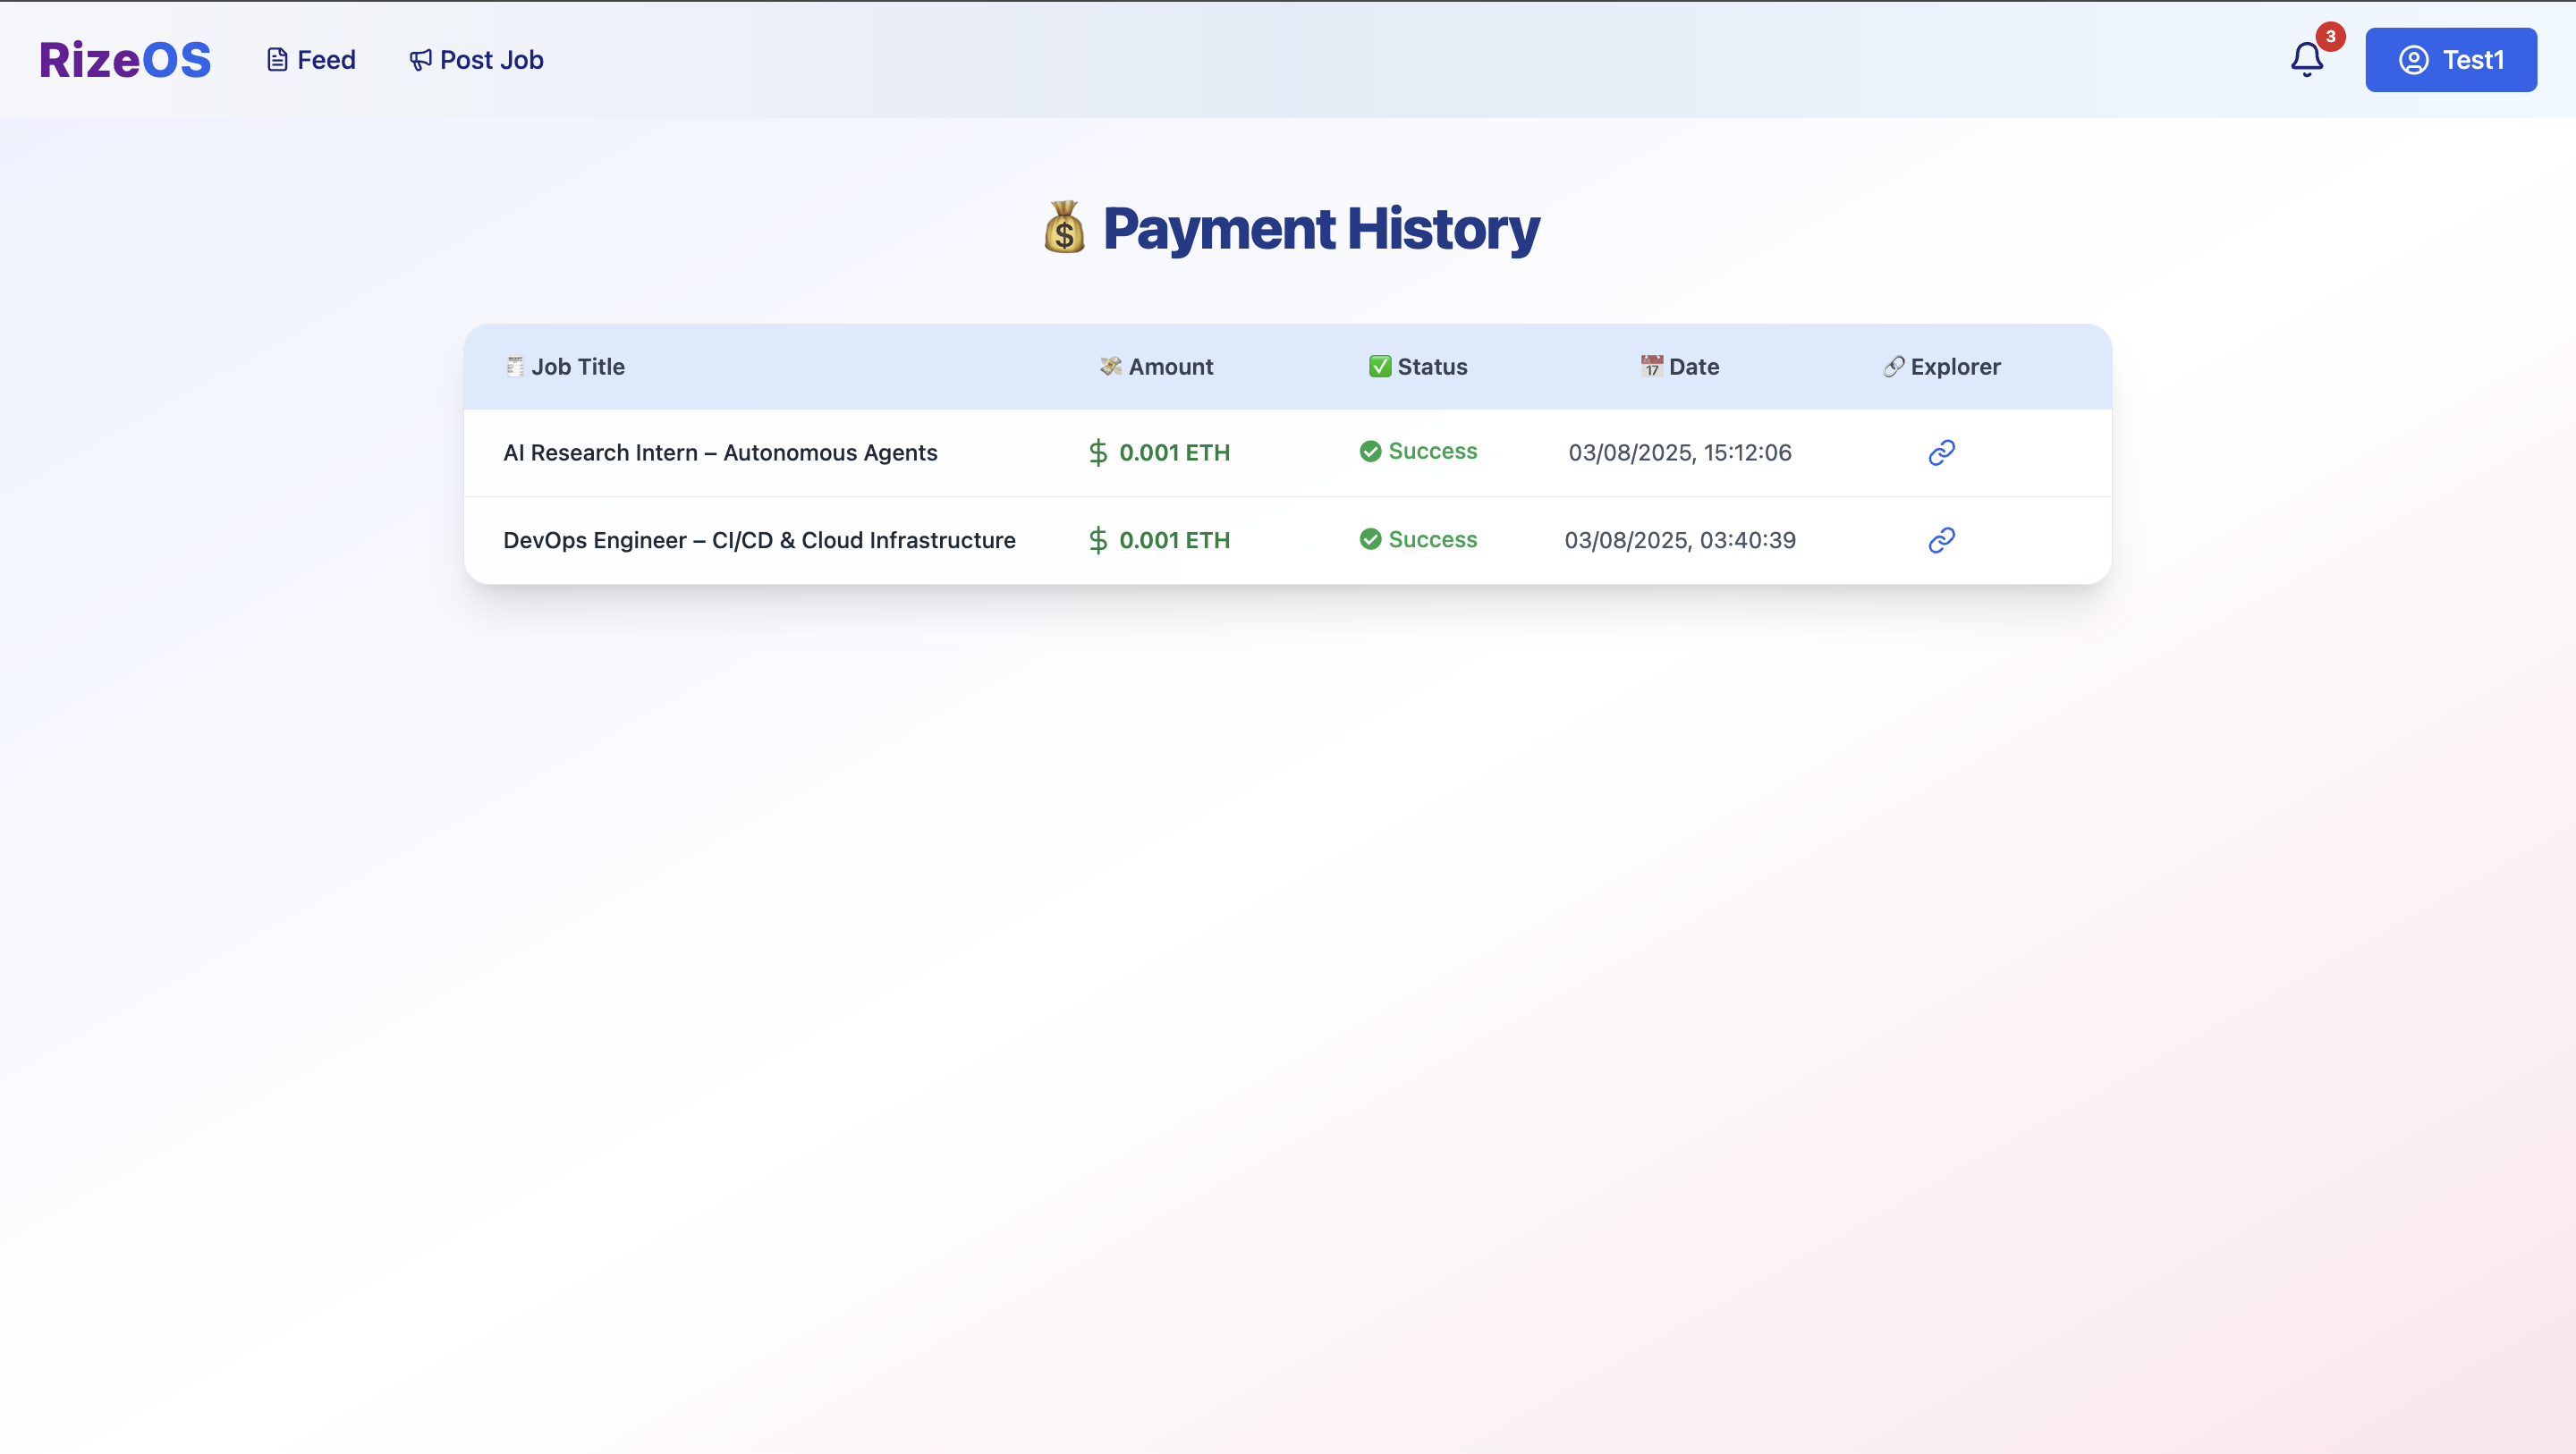 RizeOS Feed Post Job 3 Test1
💰 Payment History
🧾 Job Title 💸 Amount ✅ Status 📅 Date 🔗 Explorer
AI Research Intern – Autonomous Agents $ 0.001 ETH Success 03/08/2025, 15:12:06
DevOps Engineer – CI/CD & Cloud Infrastructure $ 0.001 ETH Success 03/08/2025, 03:40:39